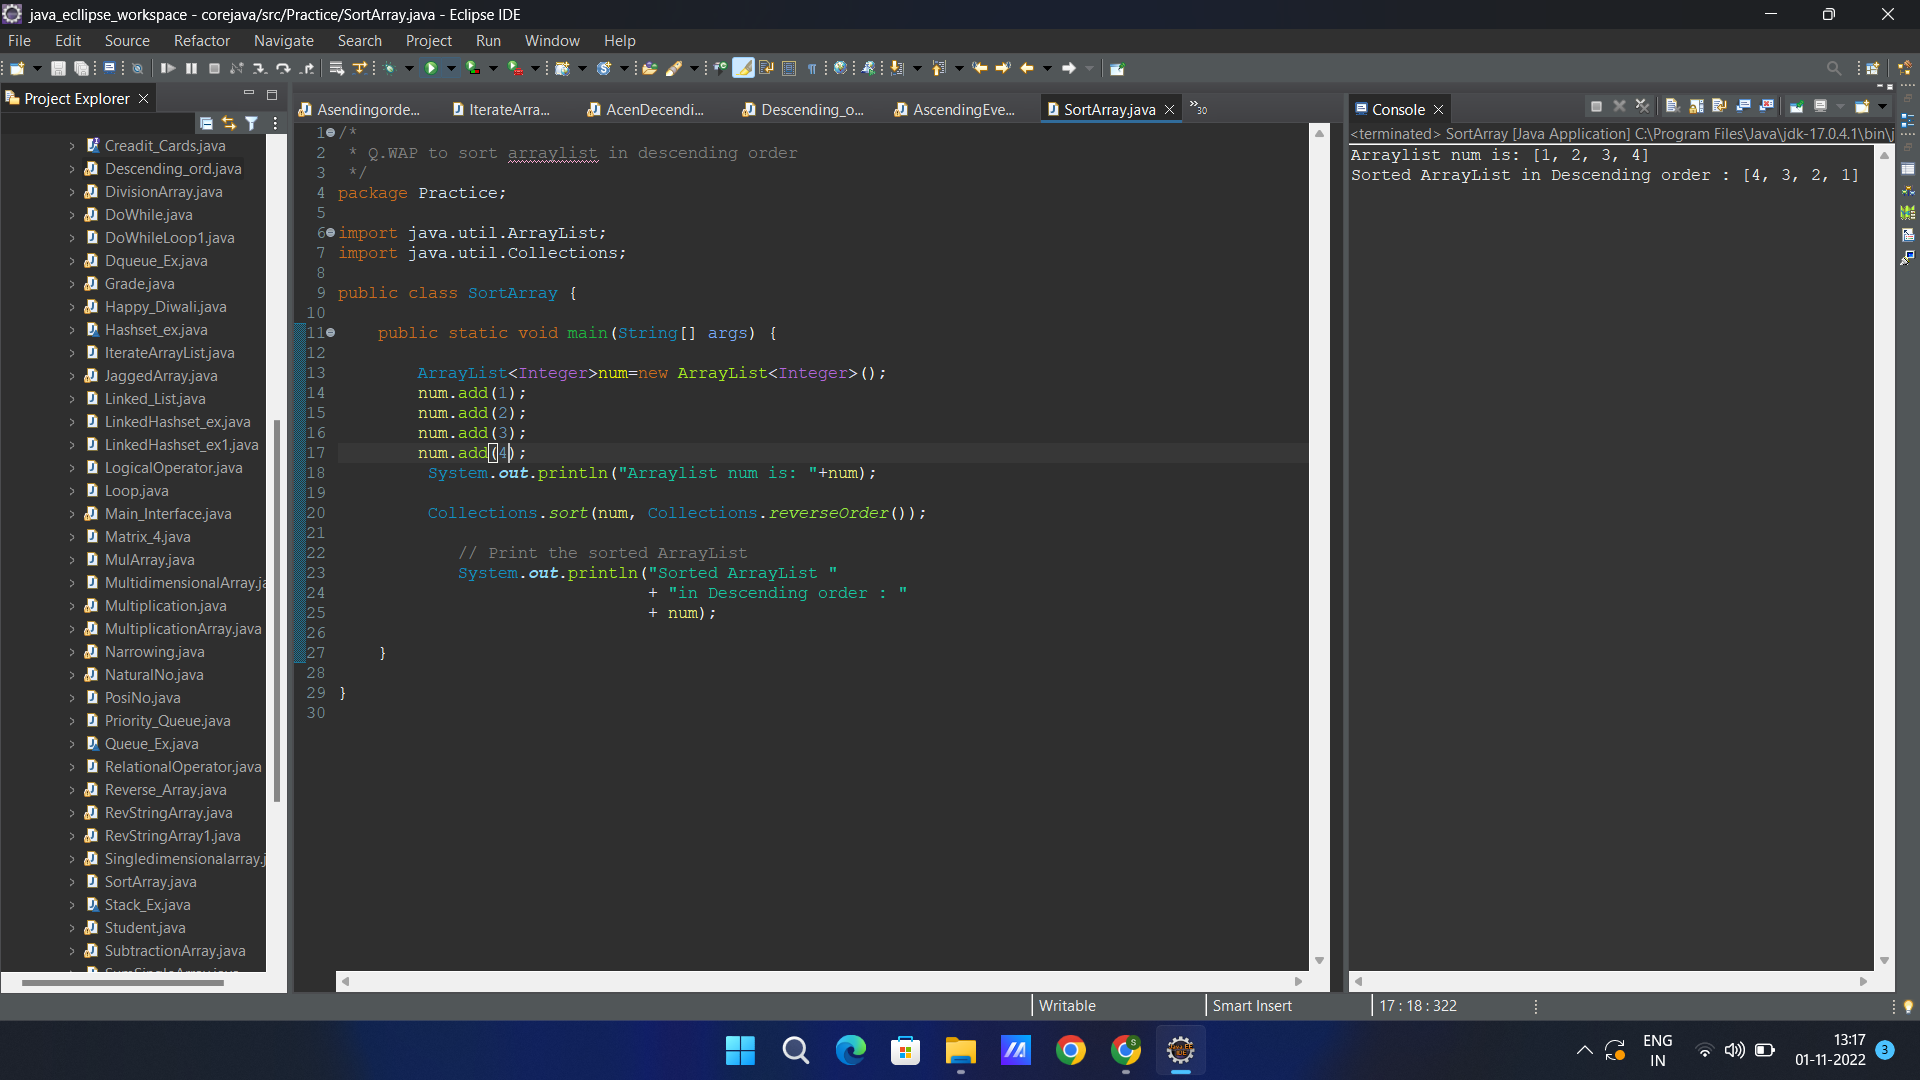 java_ecllipse_workspace - corejava/src/Practice/SortArray.java - Eclipse IDE
File Edit Source Refactor Navigate Search Project Run Window Help
Project Explorer
Creadit_Cards.java
Descending_ord.java
DivisionArray.java
DoWhile.java
DoWhileLoop1.java
Dqueue_Ex.java
Grade.java
Happy_Diwali.java
Hashset_ex.java
IterateArrayList.java
JaggedArray.java
Linked_List.java
LinkedHashset_ex.java
LinkedHashset_ex1.java
LogicalOperator.java
Loop.java
Main_Interface.java
Matrix_4.java
MulArray.java
MultidimensionalArray.ja
Multiplication.java
MultiplicationArray.java
Narrowing.java
NaturalNo.java
PosiNo.java
Priority_Queue.java
Queue_Ex.java
RelationalOperator.java
Reverse_Array.java
RevStringArray.java
RevStringArray1.java
Singledimensionalarray.j
SortArray.java
Stack_Ex.java
Student.java
SubtractionArray.java
Asendingorde... IterateArra... AcenDecendi... Descending_o... AscendingEve... SortArray.java »30
1 /*
2 * Q.WAP to sort arraylist in descending order
3 */
4 package Practice;
5
6 import java.util.ArrayList;
7 import java.util.Collections;
8
9 public class SortArray {
10
11 public static void main(String[] args) {
12
13 ArrayList<Integer>num=new ArrayList<Integer>();
14 num.add(1);
15 num.add(2);
16 num.add(3);
17 num.add(4);
18 System.out.println("Arraylist num is: "+num);
19
20 Collections.sort(num, Collections.reverseOrder());
21
22 // Print the sorted ArrayList
23 System.out.println("Sorted ArrayList "
24 + "in Descending order : "
25 + num);
26
27 }
28
29 }
30
Console
<terminated> SortArray [Java Application] C:\Program Files\Java\jdk-17.0.4.1\bin\j
Arraylist num is: [1, 2, 3, 4]
Sorted ArrayList in Descending order : [4, 3, 2, 1]
Writable Smart Insert 17 : 18 : 322
ENG
IN
13:17
01-11-2022
3